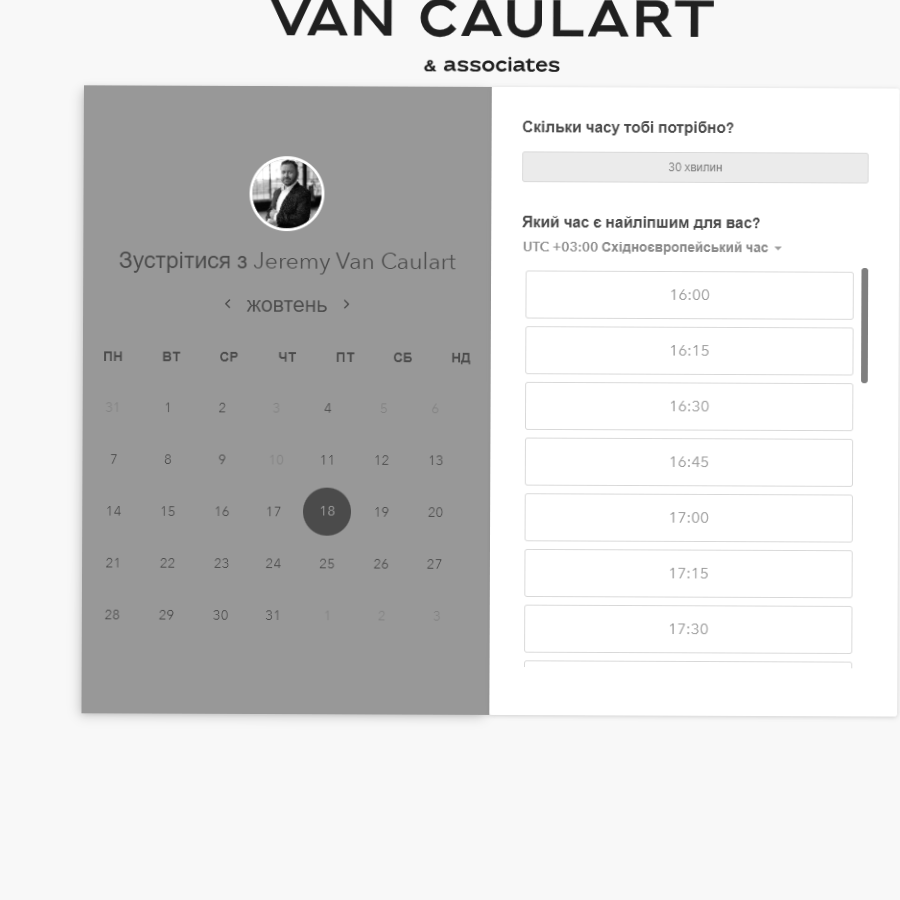 VAN CAULART
& associates
Зустрітися з Jeremy Van Caulart
жовтень
ПН ВТ СР ЧТ ПТ СБ НД
31 1 2 3 4 5 6
7 8 9 10 11 12 13
14 15 16 17 18 19 20
21 22 23 24 25 26 27
28 29 30 31 1 2 3
Скільки часу тобі потрібно?
30 хвилин
Який час є найліпшим для вас?
UTC +03:00 Східноєвропейський час
16:00
16:15
16:30
16:45
17:00
17:15
17:30